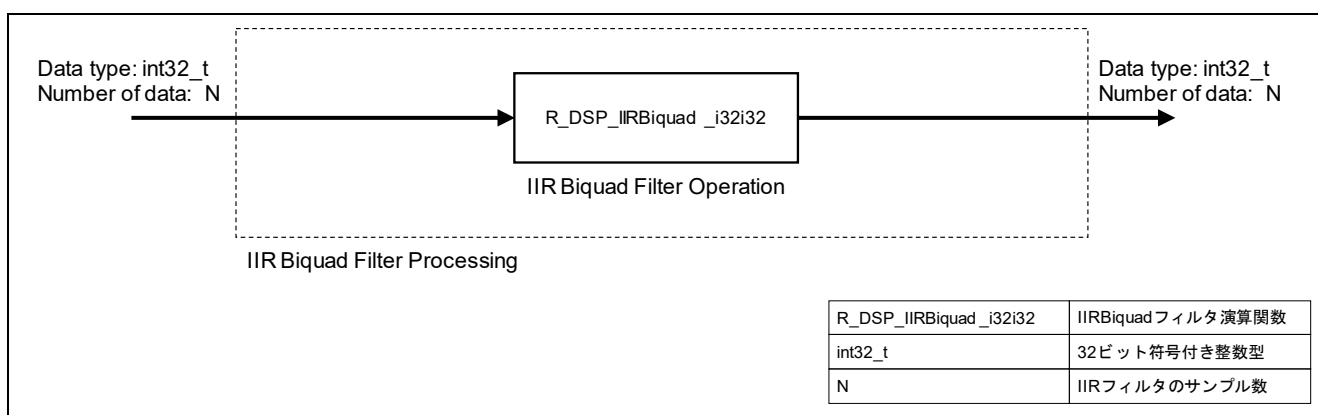 Data type: int32_t
Number of data: N
R_DSP_IIRBiquad _i32i32
IIR Biquad Filter Operation
IIR Biquad Filter Processing
Data type: int32_t
Number of data: N
R_DSP_IIRBiquad _i32i32 IIRBiquadフィルタ演算関数
int32_t 32ビット符号付き整数型
N IIRフィルタのサンプル数